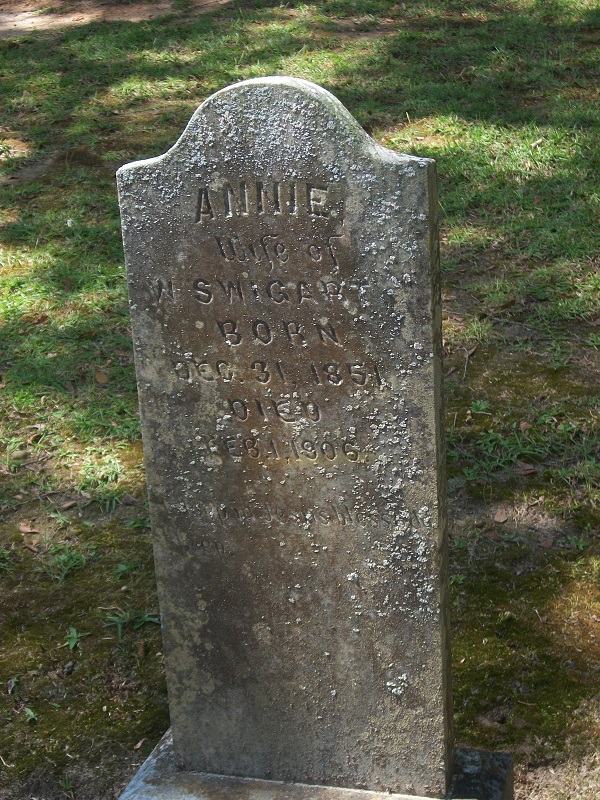 ANNIE,
Wife of
W. SWIGART
BORN
DEC. 31, 1851
DIED
FEB. 1, 1906.